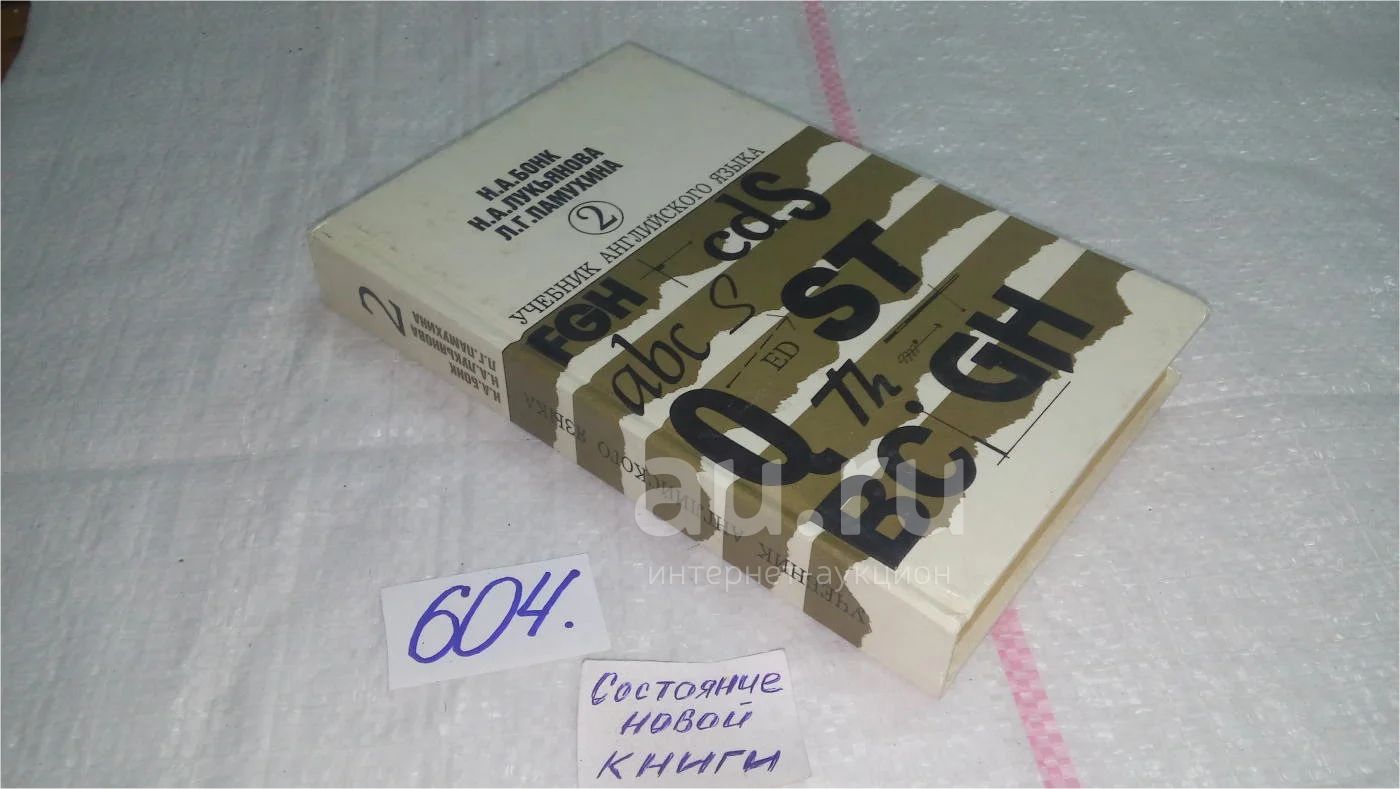 Н.А.БОНК
Н.А.ЛУКЬЯНОВА
Л.Г.ПАМУХИНА
2
УЧЕБНИК АНГЛИЙСКОГО ЯЗЫКА
FGH cdS
abc S ST
ED
Q Th
BC.GH
2
Н.А.БОНК
Н.А.ЛУКЬЯНОВА
Л.Г.ПАМУХИНА
УЧЕБНИК АНГЛИЙСКОГО ЯЗЫКА
au.ru
интернет-аукцион
604.
Состояние
новой
книги